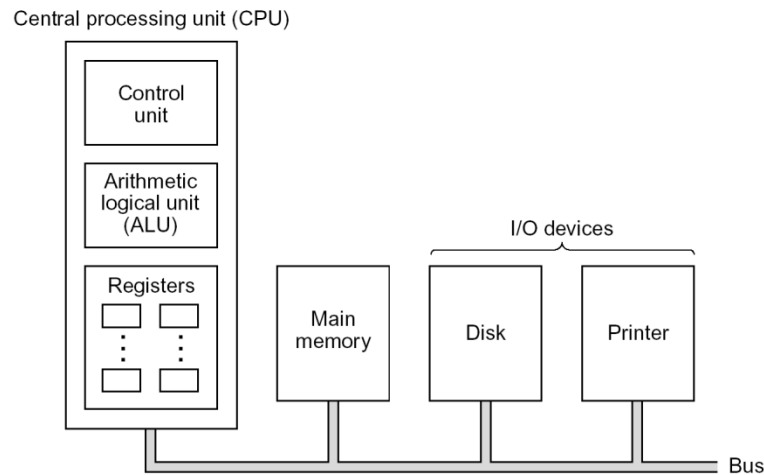 Central processing unit (CPU)
Control
unit
Arithmetic
logical unit
(ALU)
Registers
I/O devices
Main
memory
Disk
Printer
Bus